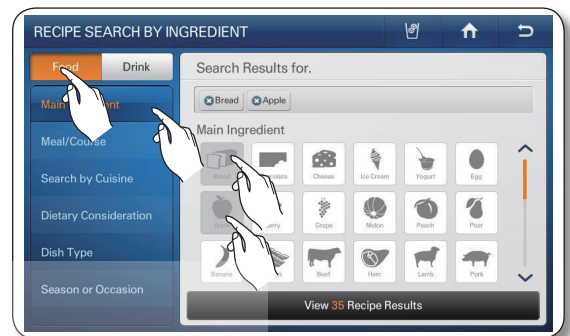 RECIPE SEARCH BY INGREDIENT
Food Drink
Search Results for.
Bread Apple
Main Ingredient
Main
Meal/Course
Search by Cuisine
Dietary Consideration
Dish Type
Season or Occasion
Bread Cheese Ice Cream Yogurt Egg
Apple Grape Melon Peach Pear
Banana Beef Ham Lamb Pork
View 35 Recipe Results